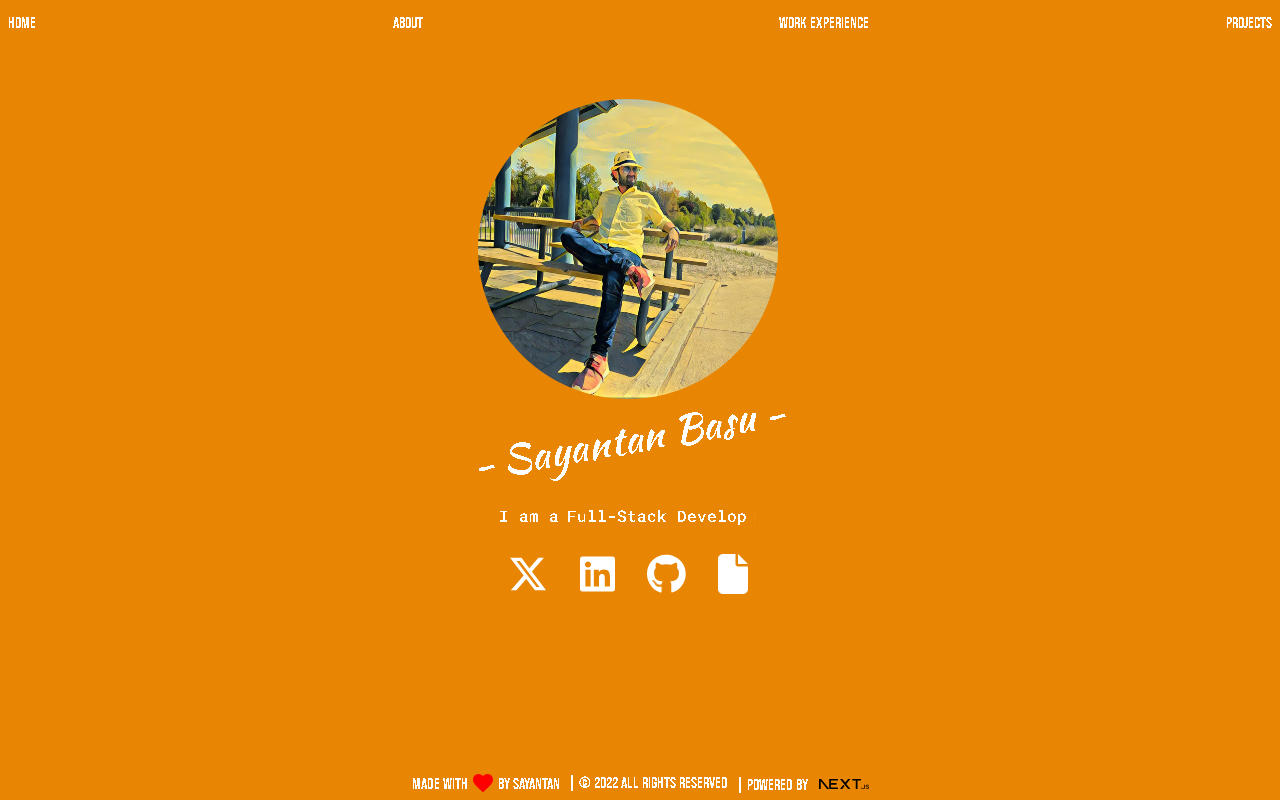 HOME ABOUT WORK EXPERIENCE PROJECTS
- Sayantan Basu -
I am a Full-Stack Develop
MADE WITH BY SAYANTAN | © 2022 ALL RIGHTS RESERVED | POWERED BY NEXT.JS